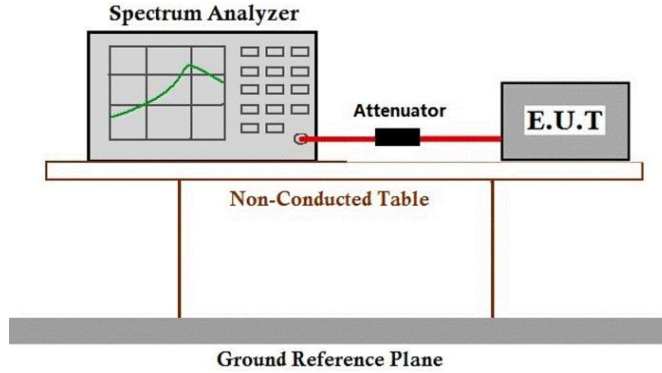 Spectrum Analyzer
Attenuator
E.U.T
Non-Conducted Table
Ground Reference Plane